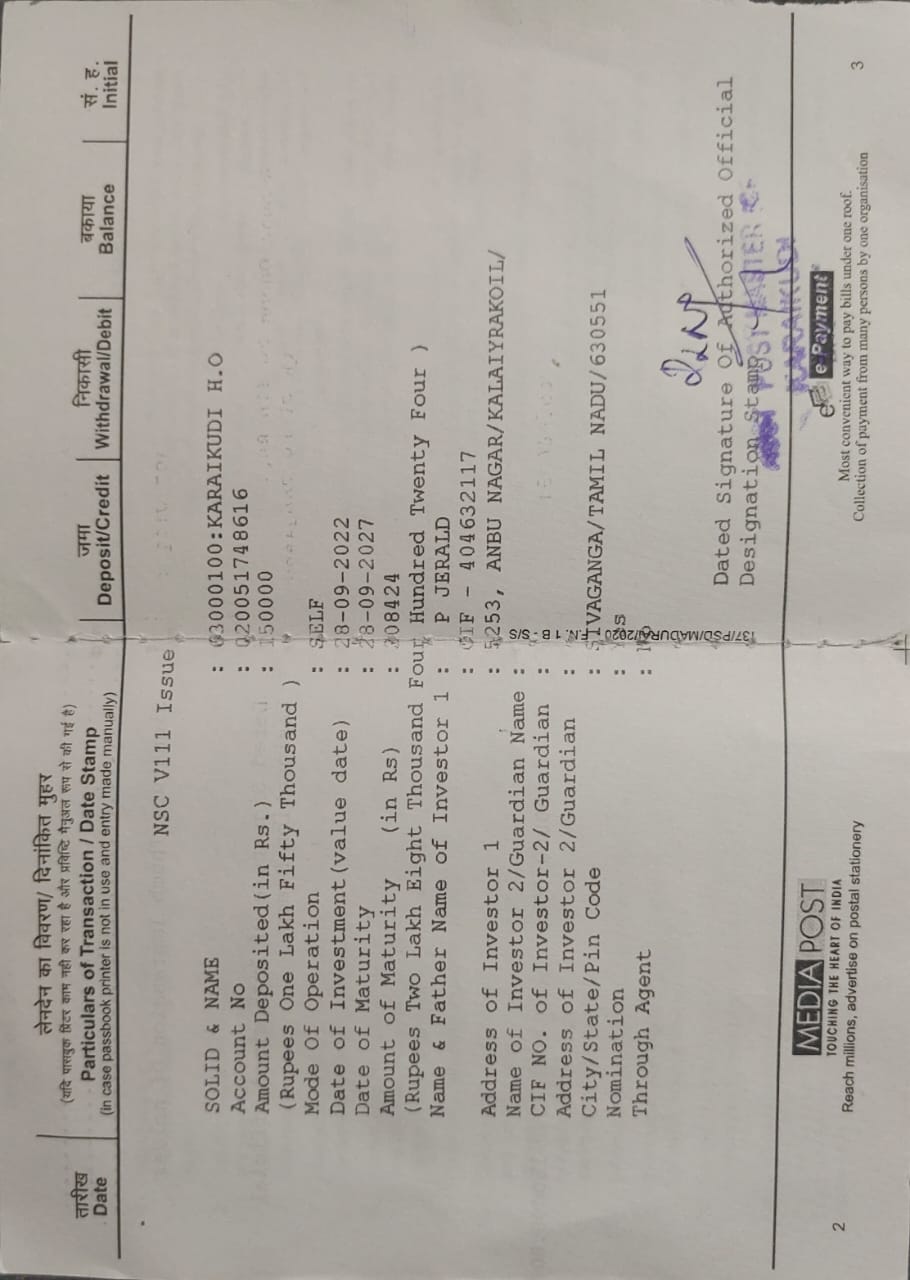 तारीख
Date
लेनदेन का विवरण/ दिनांकित मुहर
(यदि पासबुक प्रिंटर काम नही कर रहा है और प्रविष्टि मैनुअल रूप से की गई है)
Particulars of Transaction / Date Stamp
(in case passbook printer is not in use and entry made manually)
जमा
Deposit/Credit
निकासी
Withdrawal/Debit
बकाया
Balance
सं. ह.
Initial
NSC V111 Issue
SOLID & NAME : 63000100:KARAIKUDI H.O
Account No : 020051748616
Amount Deposited(in Rs.) : 150000
(Rupees One Lakh Fifty Thousand )
Mode Of Operation : SELF
Date of Investment(value date) : 28-09-2022
Date of Maturity : 28-09-2027
Amount of Maturity (in Rs) : 208424
(Rupees Two Lakh Eight Thousand Four Hundred Twenty Four )
Name & Father Name of Investor 1 : P JERALD
: CIF - 404632117
Address of Investor 1 : 5253, ANBU NAGAR/KALAIYRAKOIL/
Name of Investor 2/Guardian Name :
CIF NO. of Investor-2/ Guardian :
Address of Investor 2/Guardian :
City/State/Pin Code : SIVAGANGA/TAMIL NADU/630551
Nomination : Yes
Through Agent : No
137/PSD/MADURAI/2020 F.N. 1 B - S/S
Dated Signature Of Authorized Official
Designation Stamp
POST MASTER
KARAIKUDI
MEDIA POST
TOUCHING THE HEART OF INDIA
Reach millions, advertise on postal stationery
2
e-Payment
Most convenient way to pay bills under one roof.
Collection of payment from many persons by one organisation
3